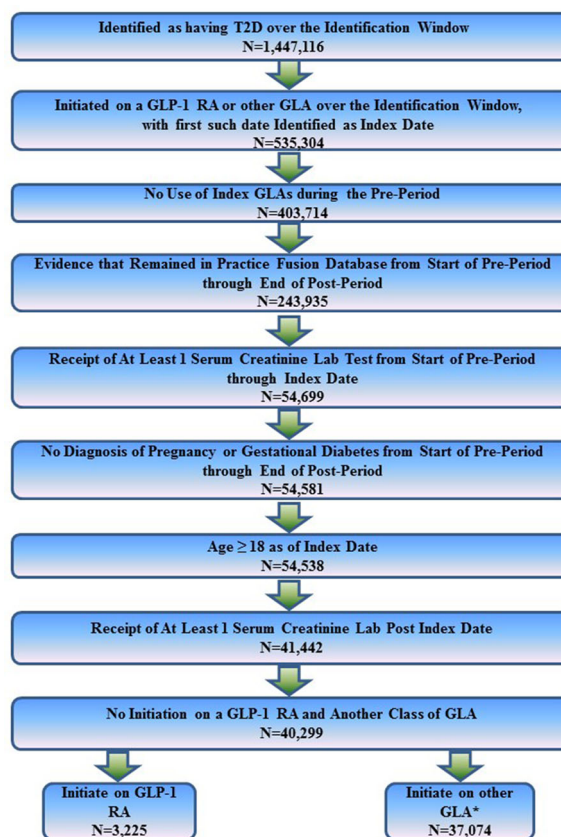 Identified as having T2D over the Identification Window
N=1,447,116
Initiated on a GLP-1 RA or other GLA over the Identification Window,
with first such date Identified as Index Date
N=535,304
No Use of Index GLAs during the Pre-Period
N=403,714
Evidence that Remained in Practice Fusion Database from Start of Pre-Period
through End of Post-Period
N=243,935
Receipt of At Least 1 Serum Creatinine Lab Test from Start of Pre-Period
through Index Date
N=54,699
No Diagnosis of Pregnancy or Gestational Diabetes from Start of Pre-Period
through End of Post-Period
N=54,581
Age ≥ 18 as of Index Date
N=54,538
Receipt of At Least 1 Serum Creatinine Lab Post Index Date
N=41,442
No Initiation on a GLP-1 RA and Another Class of GLA
N=40,299
Initiate on GLP-1
RA
N=3,225
Initiate on other
GLA*
N=37,074